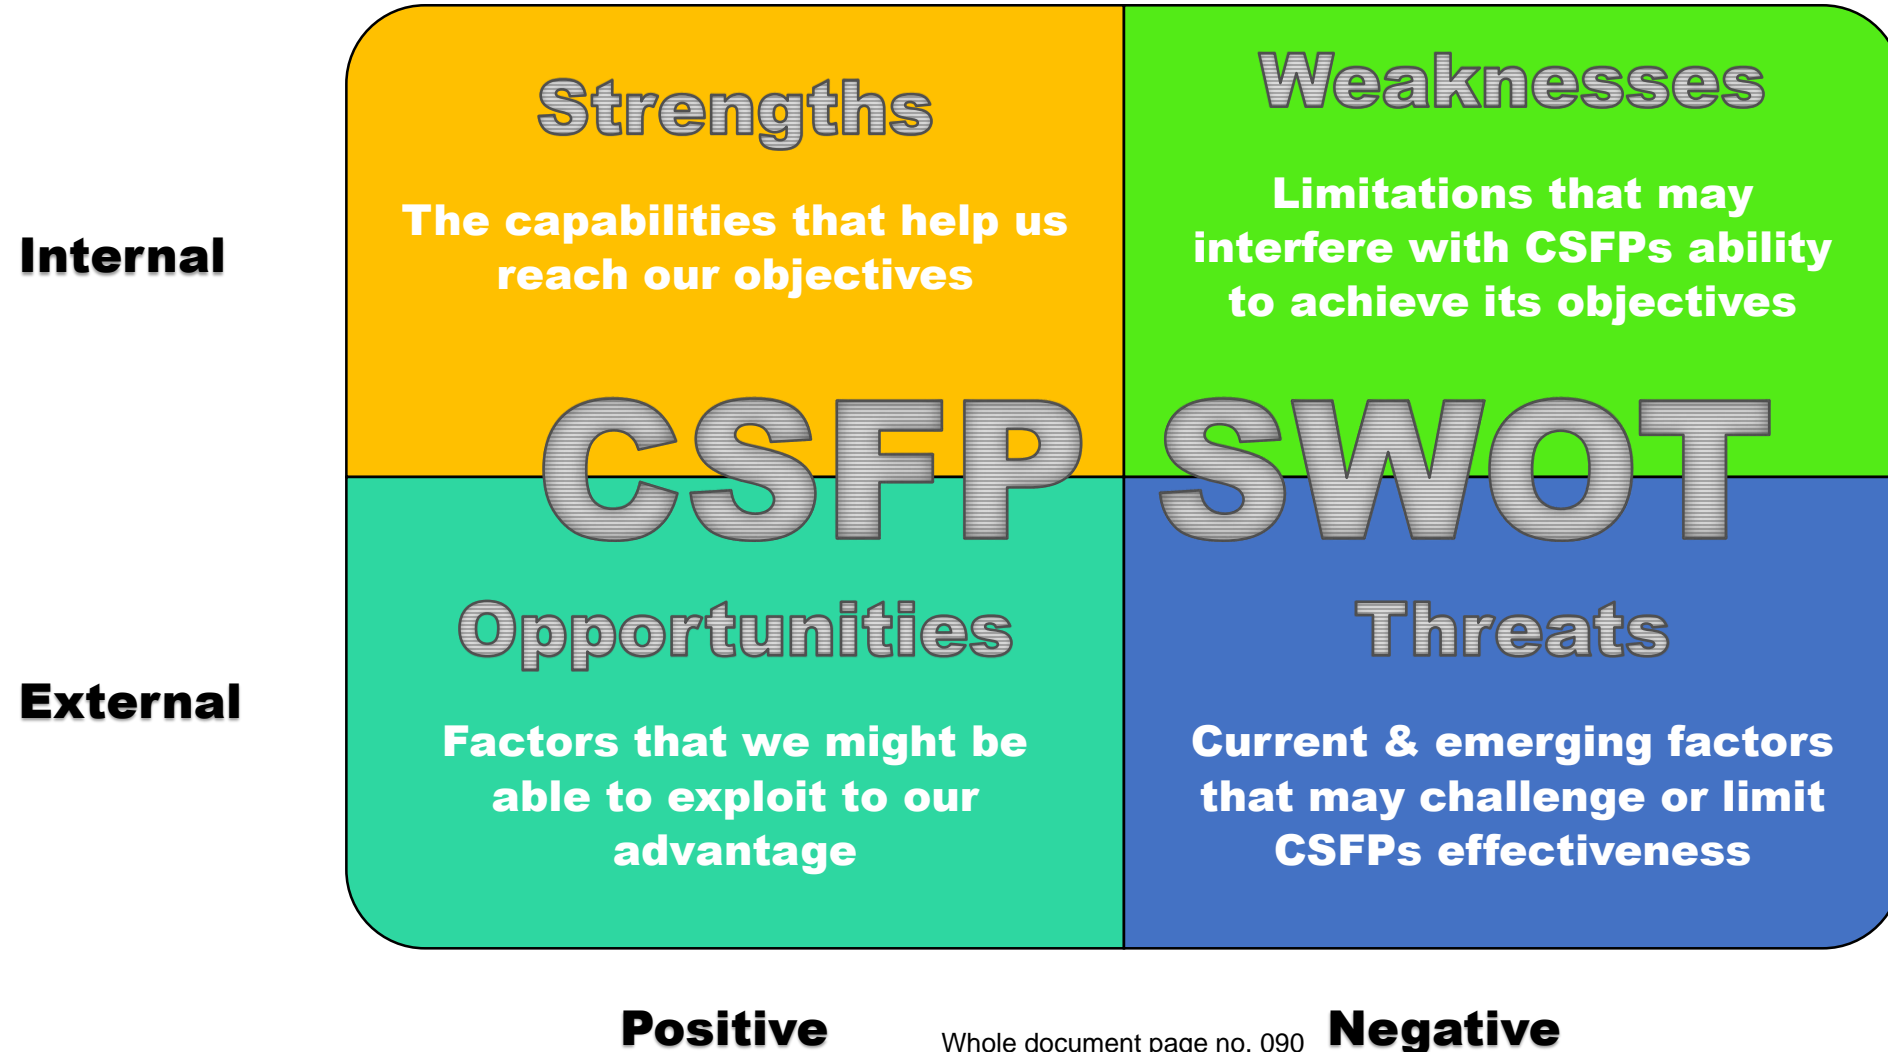 Strengths
The capabilities that help us
reach our objectives
Weaknesses
Limitations that may
interfere with CSFPs ability
to achieve its objectives
Internal
CSFP SWOT
Opportunities
Factors that we might be
able to exploit to our
advantage
Threats
Current & emerging factors
that may challenge or limit
CSFPs effectiveness
External
Positive
Whole document page no. 090
Negative